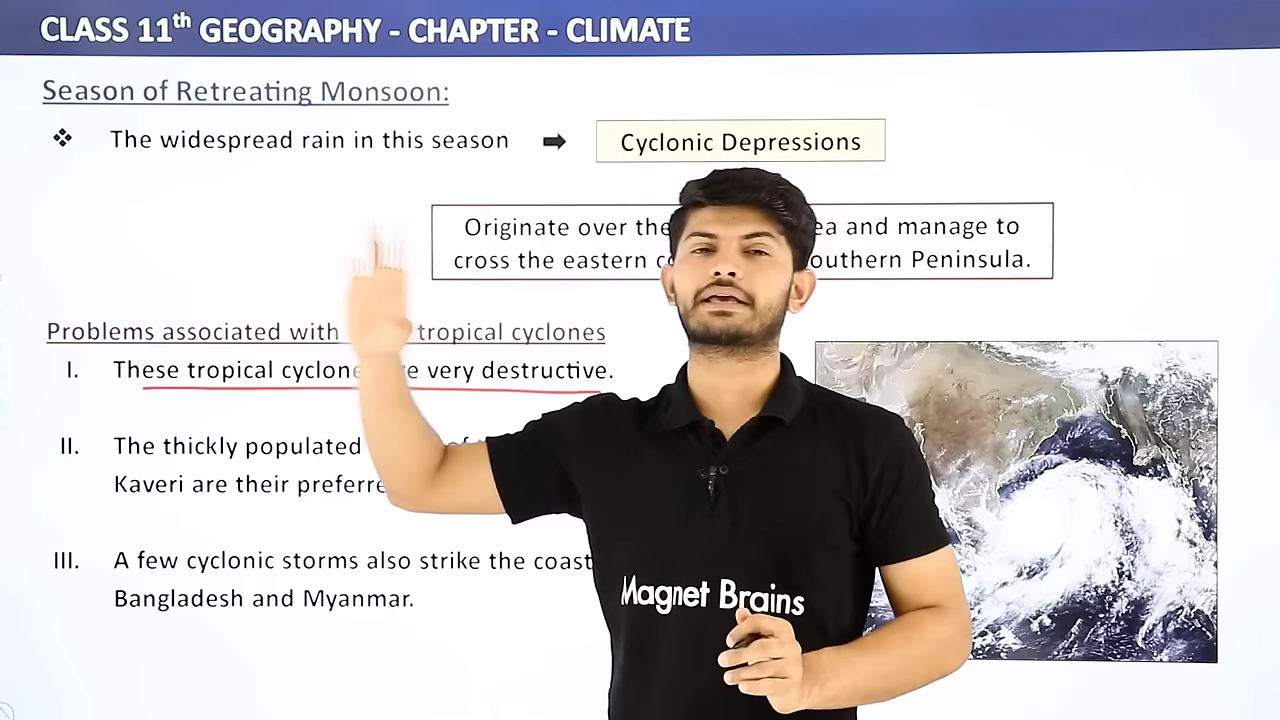 CLASS 11th GEOGRAPHY - CHAPTER - CLIMATE
Season of Retreating Monsoon:
❖ The widespread rain in this season ➡ Cyclonic Depressions
Originate over the ea and manage to
cross the eastern outhern Peninsula.
Problems associated with tropical cyclones
I. These tropical cyclone e very destructive.
II. The thickly populated of
Kaveri are their preferre
III. A few cyclonic storms also strike the coast
Bangladesh and Myanmar.
Magnet Brains